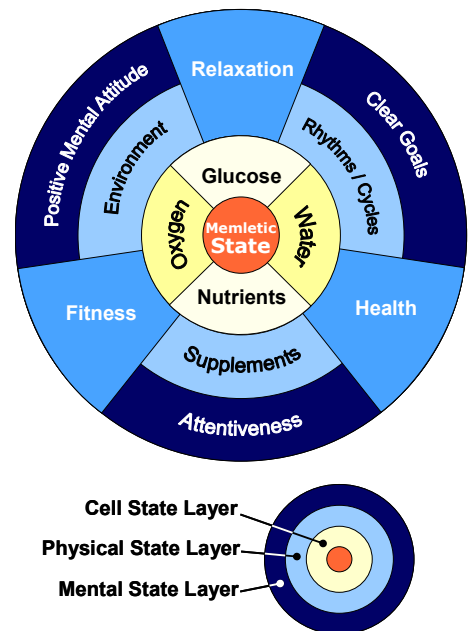 Relaxation
Positive Mental Attitude
Clear Goals
Environment
Rhythms / Cycles
Glucose
Oxygen
Memletic
State
Water
Nutrients
Fitness
Health
Supplements
Attentiveness
Cell State Layer
Physical State Layer
Mental State Layer